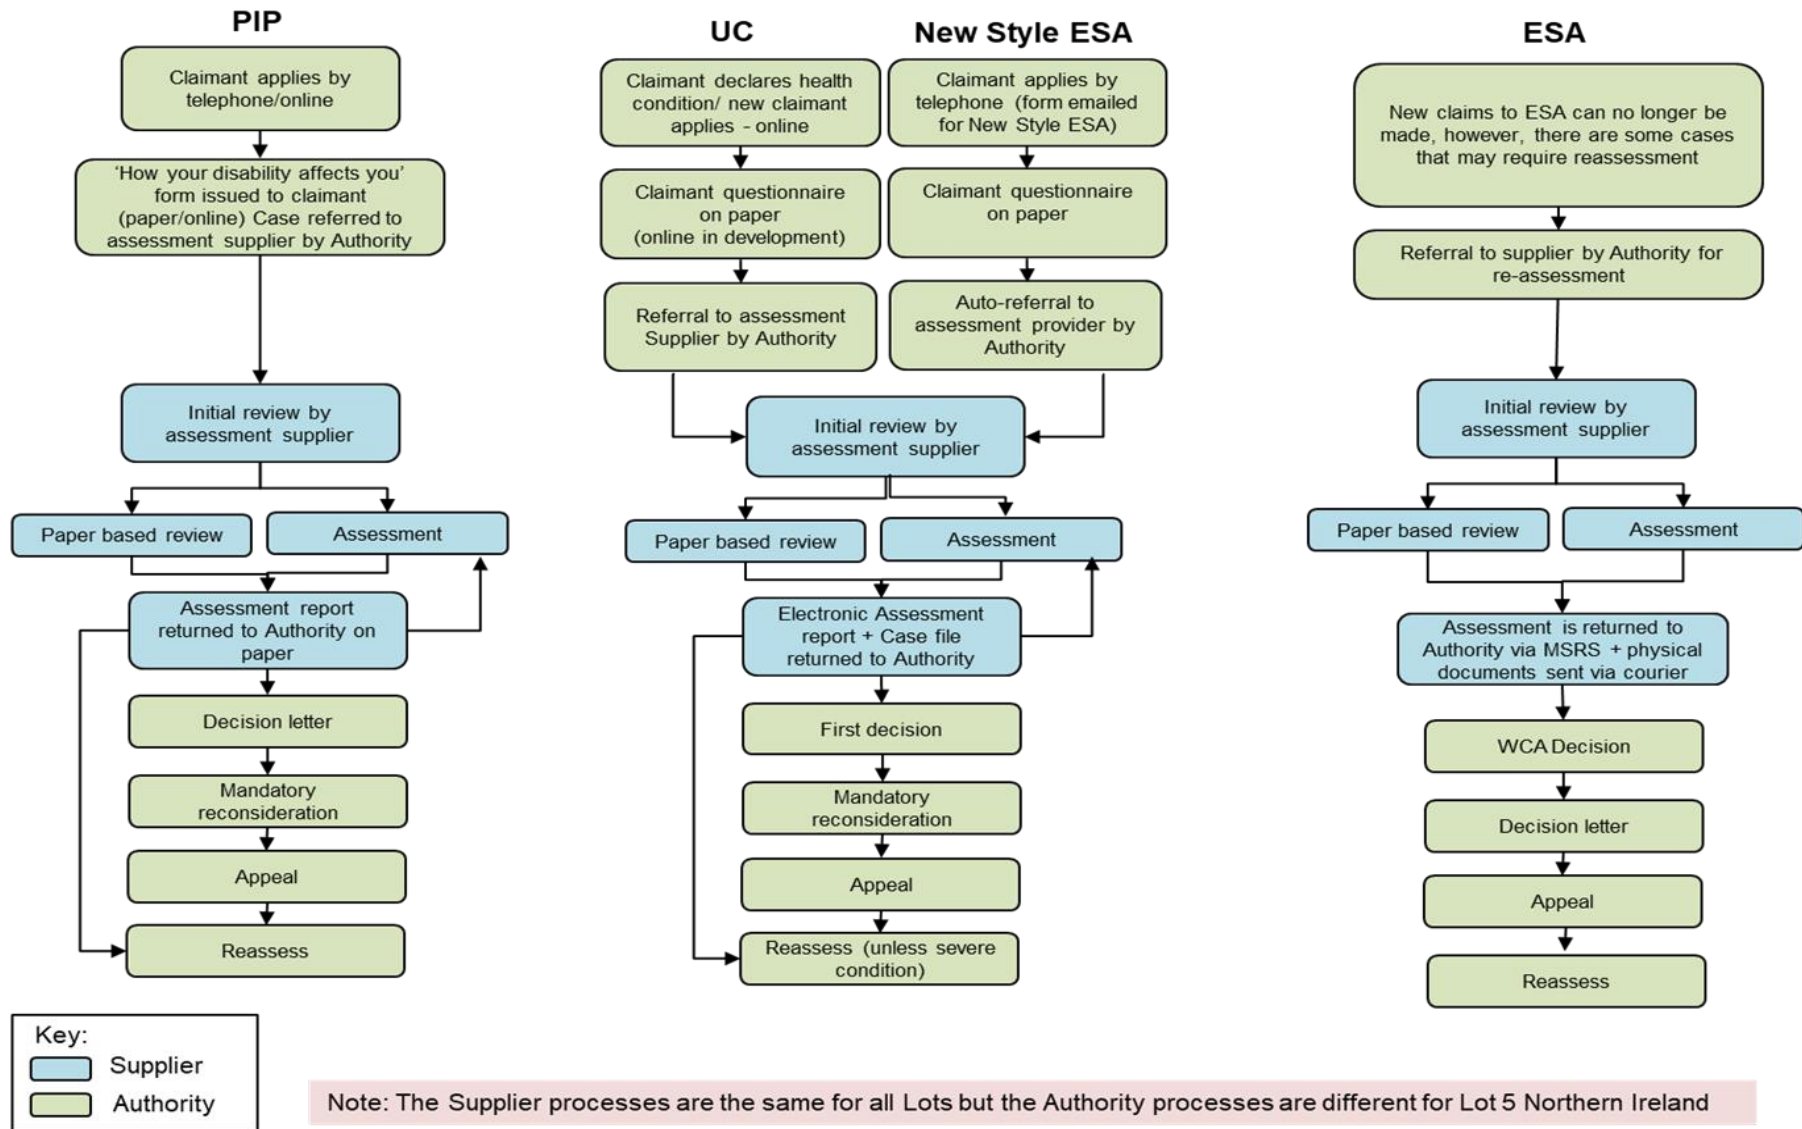 PIP
Claimant applies by
telephone/online
‘How your disability affects you’
form issued to claimant
(paper/online) Case referred to
assessment supplier by Authority
Initial review by
assessment supplier
Paper based review
Assessment
Assessment report
returned to Authority on
paper
Decision letter
Mandatory
reconsideration
Appeal
Reassess
UC
New Style ESA
Claimant declares health
condition/ new claimant
applies - online
Claimant applies by
telephone (form emailed
for New Style ESA)
Claimant questionnaire
on paper
(online in development)
Claimant questionnaire
on paper
Referral to assessment
Supplier by Authority
Auto-referral to
assessment provider by
Authority
Initial review by
assessment supplier
Paper based review
Assessment
Electronic Assessment
report + Case file
returned to Authority
First decision
Mandatory
reconsideration
Appeal
Reassess (unless severe
condition)
ESA
New claims to ESA can no longer be
made, however, there are some cases
that may require reassessment
Referral to supplier by Authority for
re-assessment
Initial review by
assessment supplier
Paper based review
Assessment
Assessment is returned to
Authority via MSRS + physical
documents sent via courier
WCA Decision
Decision letter
Appeal
Reassess
Key:
Supplier
Authority
Note: The Supplier processes are the same for all Lots but the Authority processes are different for Lot 5 Northern Ireland